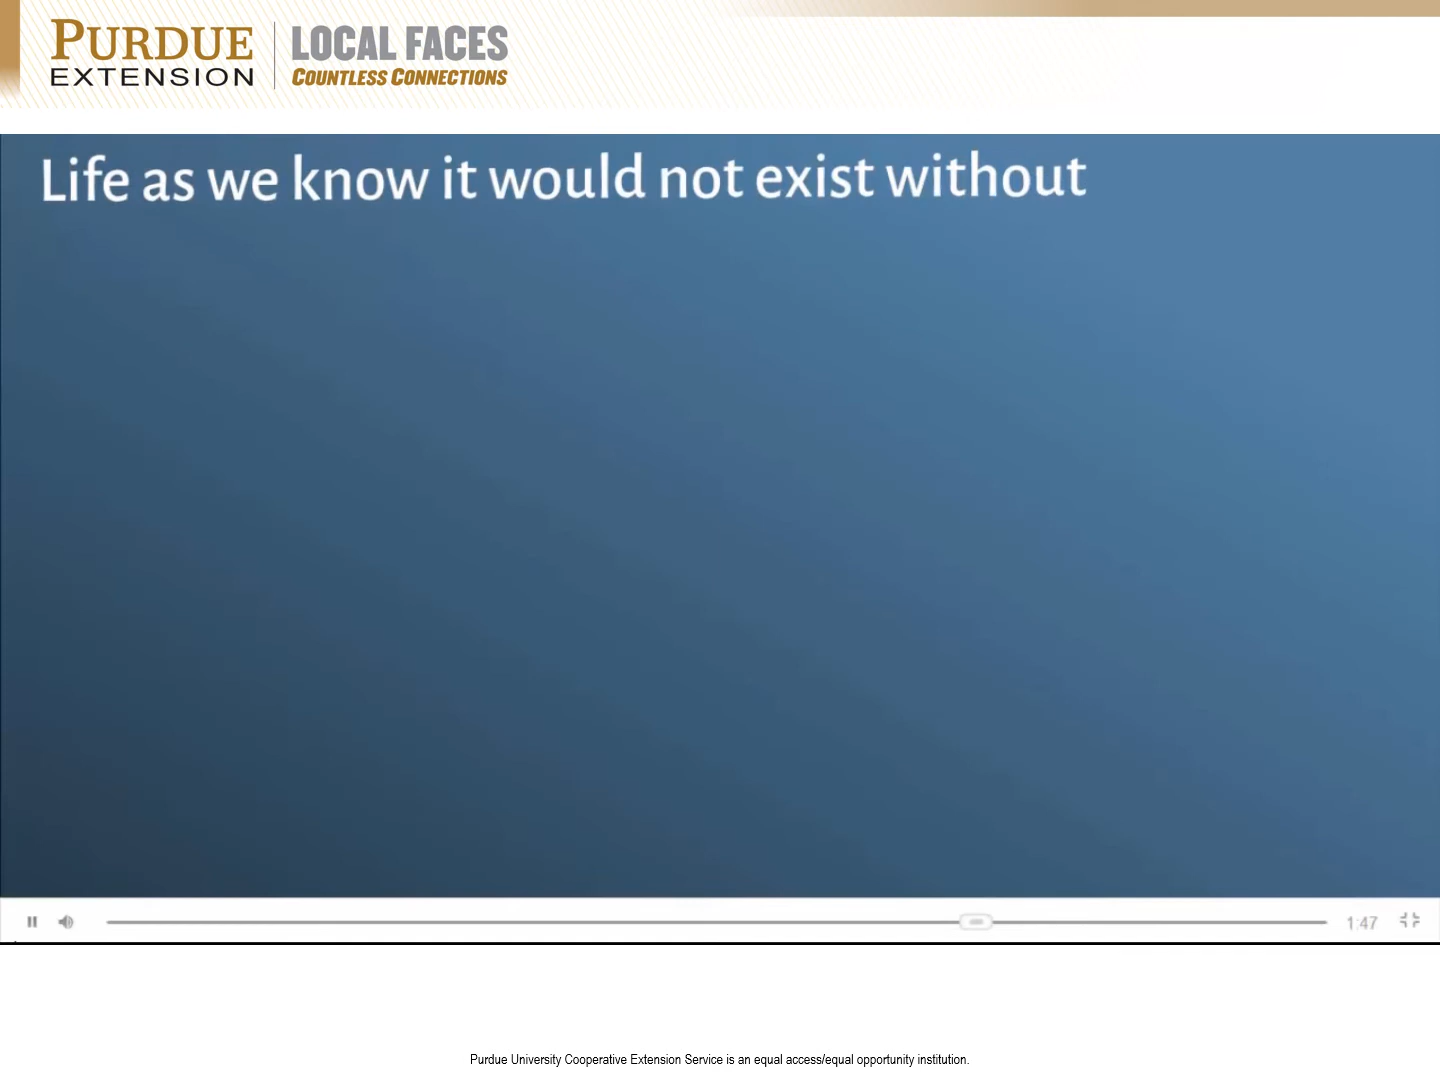 PURDUE
EXTENSION
LOCAL FACES
COUNTLESS CONNECTIONS
Life as we know it would not exist without
1:47
Purdue University Cooperative Extension Service is an equal access/equal opportunity institution.